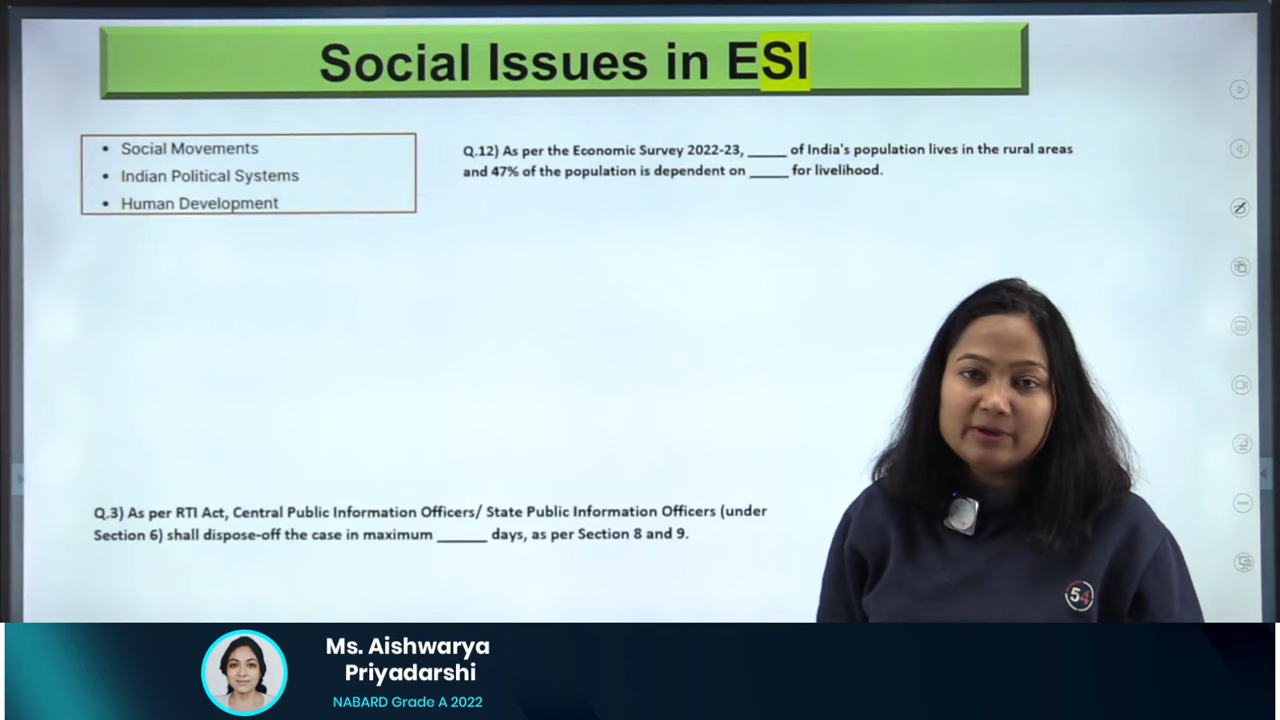 Social Issues in ESI
• Social Movements
• Indian Political Systems
• Human Development
Q.12) As per the Economic Survey 2022-23, _____ of India's population lives in the rural areas
and 47% of the population is dependent on _____ for livelihood.
Q.3) As per RTI Act, Central Public Information Officers/ State Public Information Officers (under
Section 6) shall dispose-off the case in maximum ______ days, as per Section 8 and 9.
54
Ms. Aishwarya
Priyadarshi
NABARD Grade A 2022